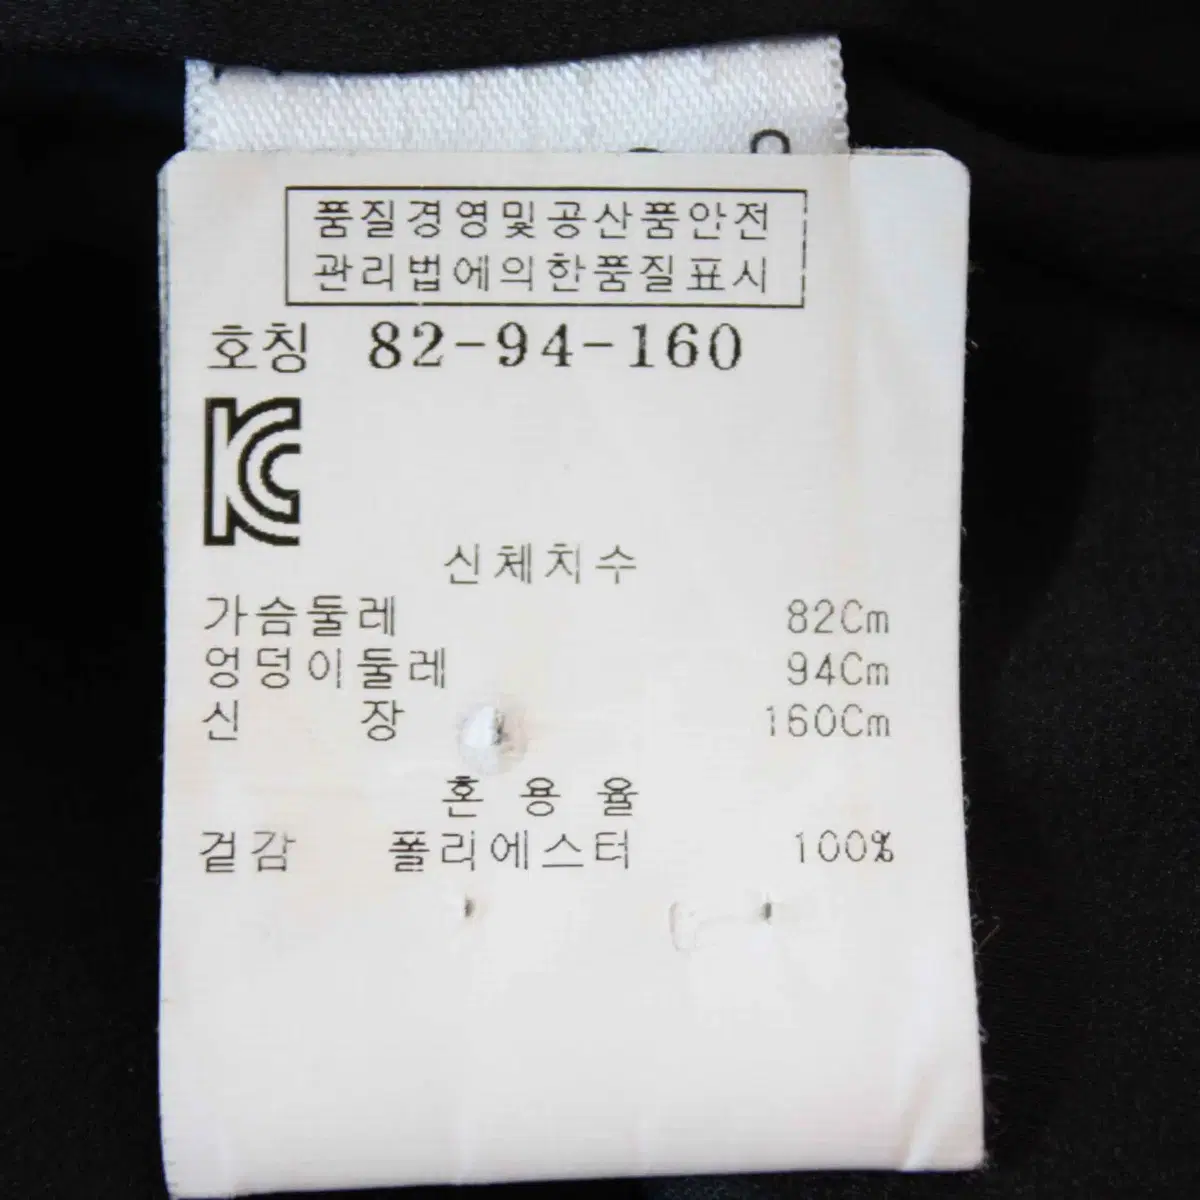 품질경영및공산품안전
관리법에의한품질표시
호칭 82-94-160
KC
신체치수
가슴둘레 82Cm
엉덩이둘레 94Cm
신 장 160Cm
혼 용 율
겉감 폴리에스터 100%